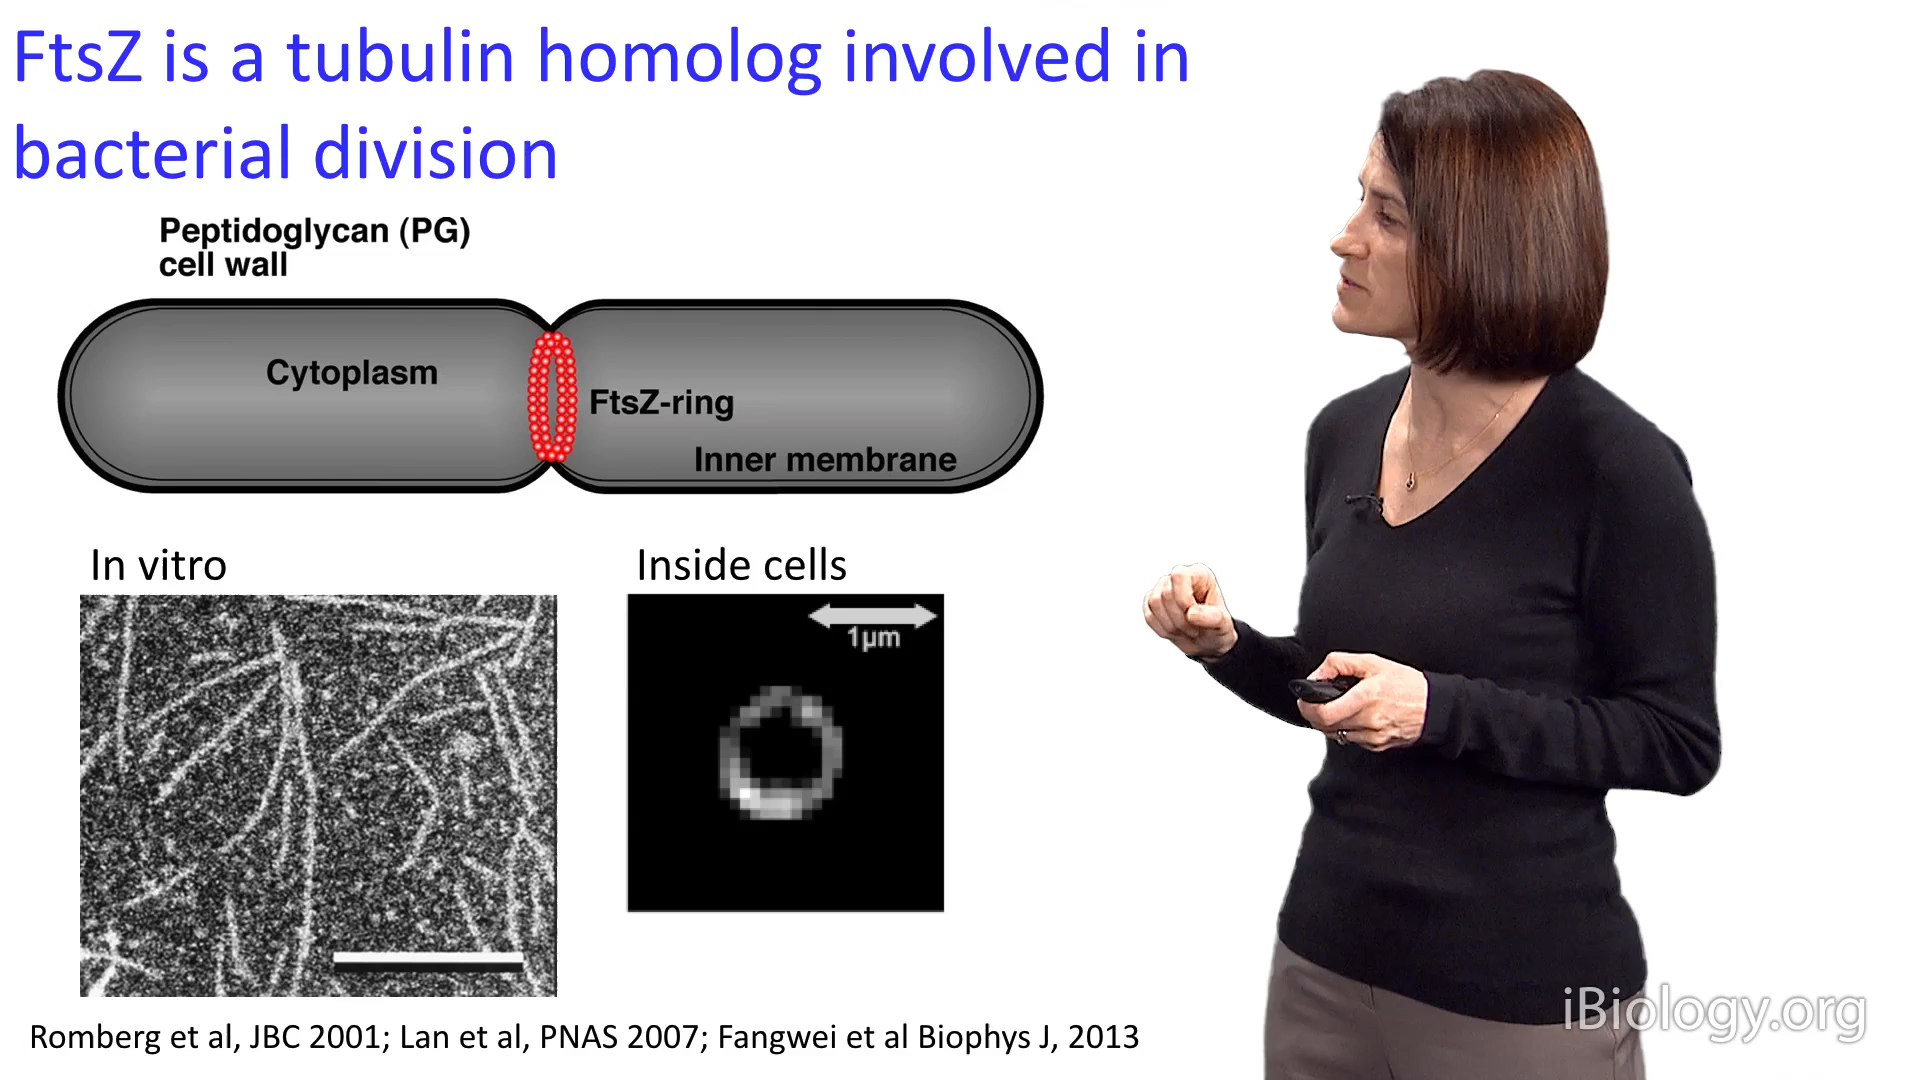 FtsZ is a tubulin homolog involved in
bacterial division
Peptidoglycan (PG)
cell wall
Cytoplasm
FtsZ-ring
Inner membrane
In vitro
Inside cells
1µm
Romberg et al, JBC 2001; Lan et al, PNAS 2007; Fangwei et al Biophys J, 2013
iBiology.org